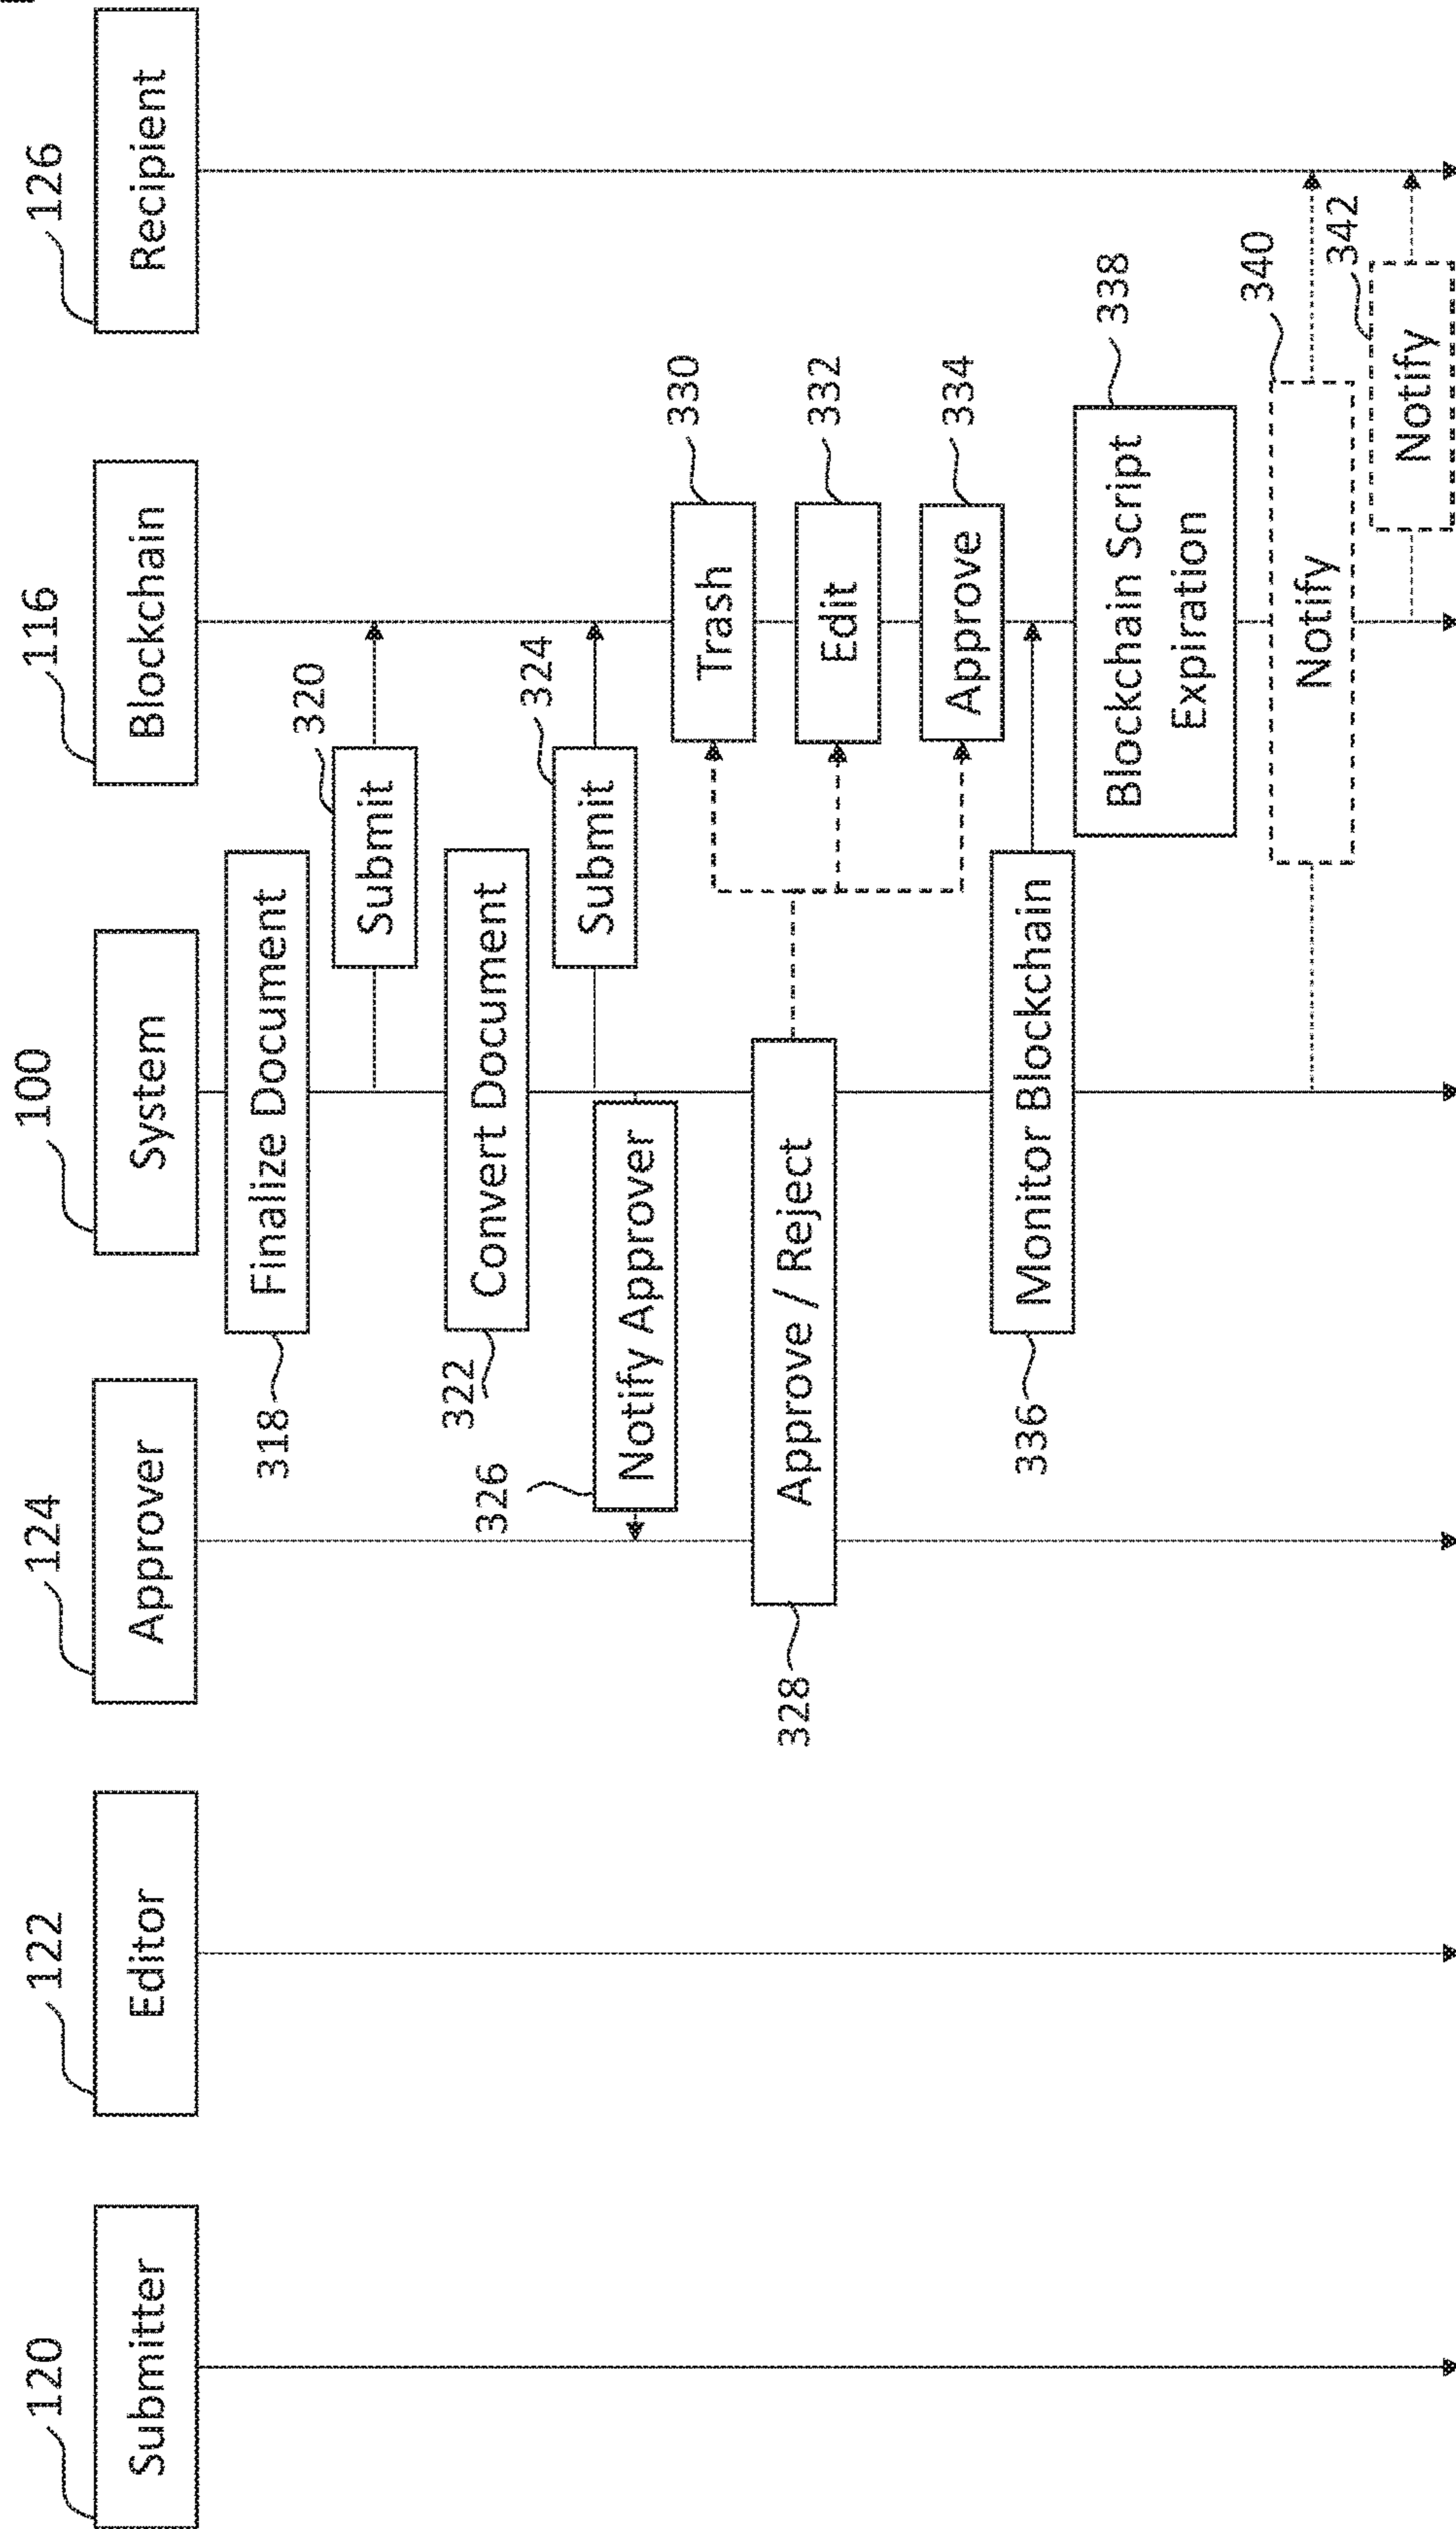 120
Submitter
122
Editor
124
Approver
100
System
116
Blockchain
126
Recipient
318
Finalize Document
320
Submit
322
Convert Document
324
Submit
326
Notify Approver
328
Approve / Reject
Trash
330
Edit
332
Approve
334
336
Monitor Blockchain
Blockchain Script
Expiration
338
Notify
340
Notify
342